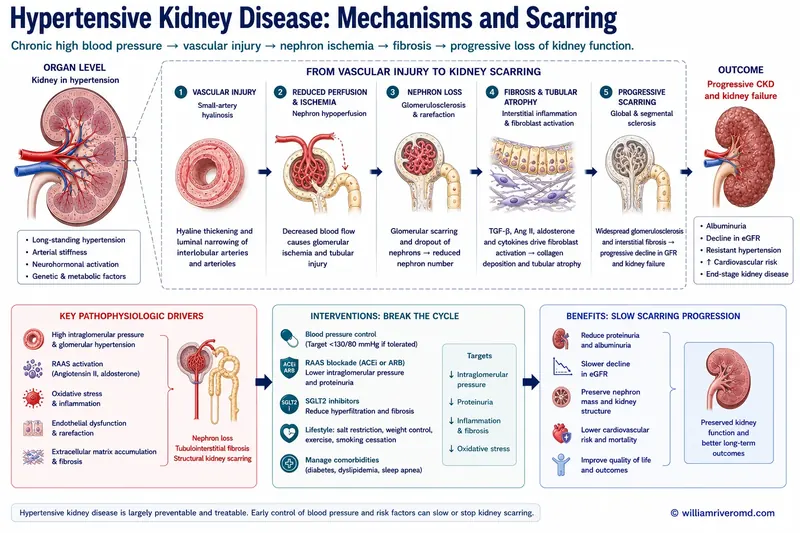 Hypertensive Kidney Disease: Mechanisms and Scarring
Chronic high blood pressure → vascular injury → nephron ischemia → fibrosis → progressive loss of kidney function.
ORGAN LEVEL
Kidney in hypertension
• Long-standing hypertension
• Arterial stiffness
• Neurohormonal activation
• Genetic & metabolic factors
FROM VASCULAR INJURY TO KIDNEY SCARRING
1 VASCULAR INJURY
Small-artery
hyalinosis
Hyaline thickening and
luminal narrowing of
interlobular arteries
and arterioles
2 REDUCED PERFUSION
& ISCHEMIA
Nephron hypoperfusion
Decreased blood flow
causes glomerular
ischemia and tubular
injury
3 NEPHRON LOSS
Glomerulosclerosis
& rarefaction
Glomerular scarring
and dropout of
nephrons → reduced
nephron number
4 FIBROSIS & TUBULAR
ATROPHY
Interstitial inflammation
& fibroblast activation
TGF-β, Ang II, aldosterone
and cytokines drive fibroblast
activation → collagen
deposition and tubular atrophy
5 PROGRESSIVE
SCARRING
Global & segmental
sclerosis
Widespread glomerulosclerosis
and interstitial fibrosis →
progressive decline in GFR
and kidney failure
OUTCOME
Progressive CKD
and kidney failure
• Albuminuria
• Decline in eGFR
• Resistant hypertension
• ↑ Cardiovascular risk
• End-stage kidney disease
KEY PATHOPHYSIOLOGIC DRIVERS
High intraglomerular pressure
& glomerular hypertension
RAAS activation
(Angiotensin II, aldosterone)
Oxidative stress
& inflammation
Endothelial dysfunction
& rarefaction
Extracellular matrix accumulation
& fibrosis
Nephron loss
Tubulointerstitial fibrosis
Structural kidney scarring
INTERVENTIONS: BREAK THE CYCLE
Blood pressure control
(Target <130/80 mmHg if tolerated)
ACEi
ARB
RAAS blockade (ACEi or ARB)
Lower intraglomerular pressure
and proteinuria
SGLT2
i
SGLT2 inhibitors
Reduce hyperfiltration and fibrosis
Lifestyle: salt restriction, weight control,
exercise, smoking cessation
Manage comorbidities
(diabetes, dyslipidemia, sleep apnea)
Targets
↓ Intraglomerular
pressure
↓ Proteinuria
↓ Inflammation
& fibrosis
↓ Oxidative stress
BENEFITS: SLOW SCARRING PROGRESSION
Reduce proteinuria
and albuminuria
Slower decline
in eGFR
Preserve nephron
mass and kidney
structure
Lower cardiovascular
risk and mortality
Improve quality of life
and outcomes
Preserved kidney
function and
better long-term
outcomes
Hypertensive kidney disease is largely preventable and treatable. Early control of blood pressure and risk factors can slow or stop kidney scarring.
© williamriveromd.com